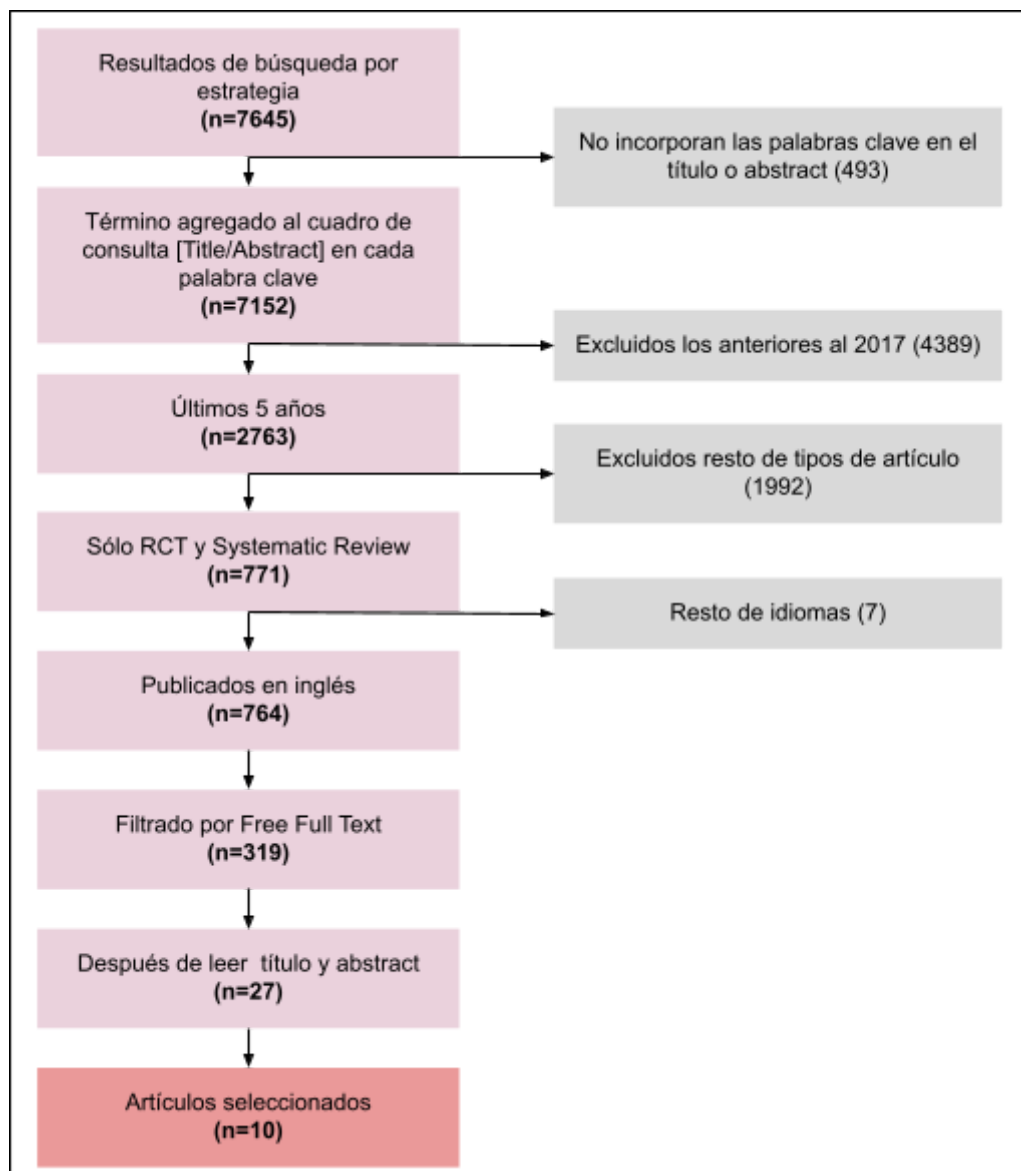 Resultados de búsqueda por
estrategia
(n=7645)
No incorporan las palabras clave en el
título o abstract (493)
Término agregado al cuadro de
consulta [Title/Abstract] en cada
palabra clave
(n=7152)
Excluidos los anteriores al 2017 (4389)
Últimos 5 años
(n=2763)
Excluidos resto de tipos de artículo
(1992)
Sólo RCT y Systematic Review
(n=771)
Resto de idiomas (7)
Publicados en inglés
(n=764)
Filtrado por Free Full Text
(n=319)
Después de leer título y abstract
(n=27)
Artículos seleccionados
(n=10)